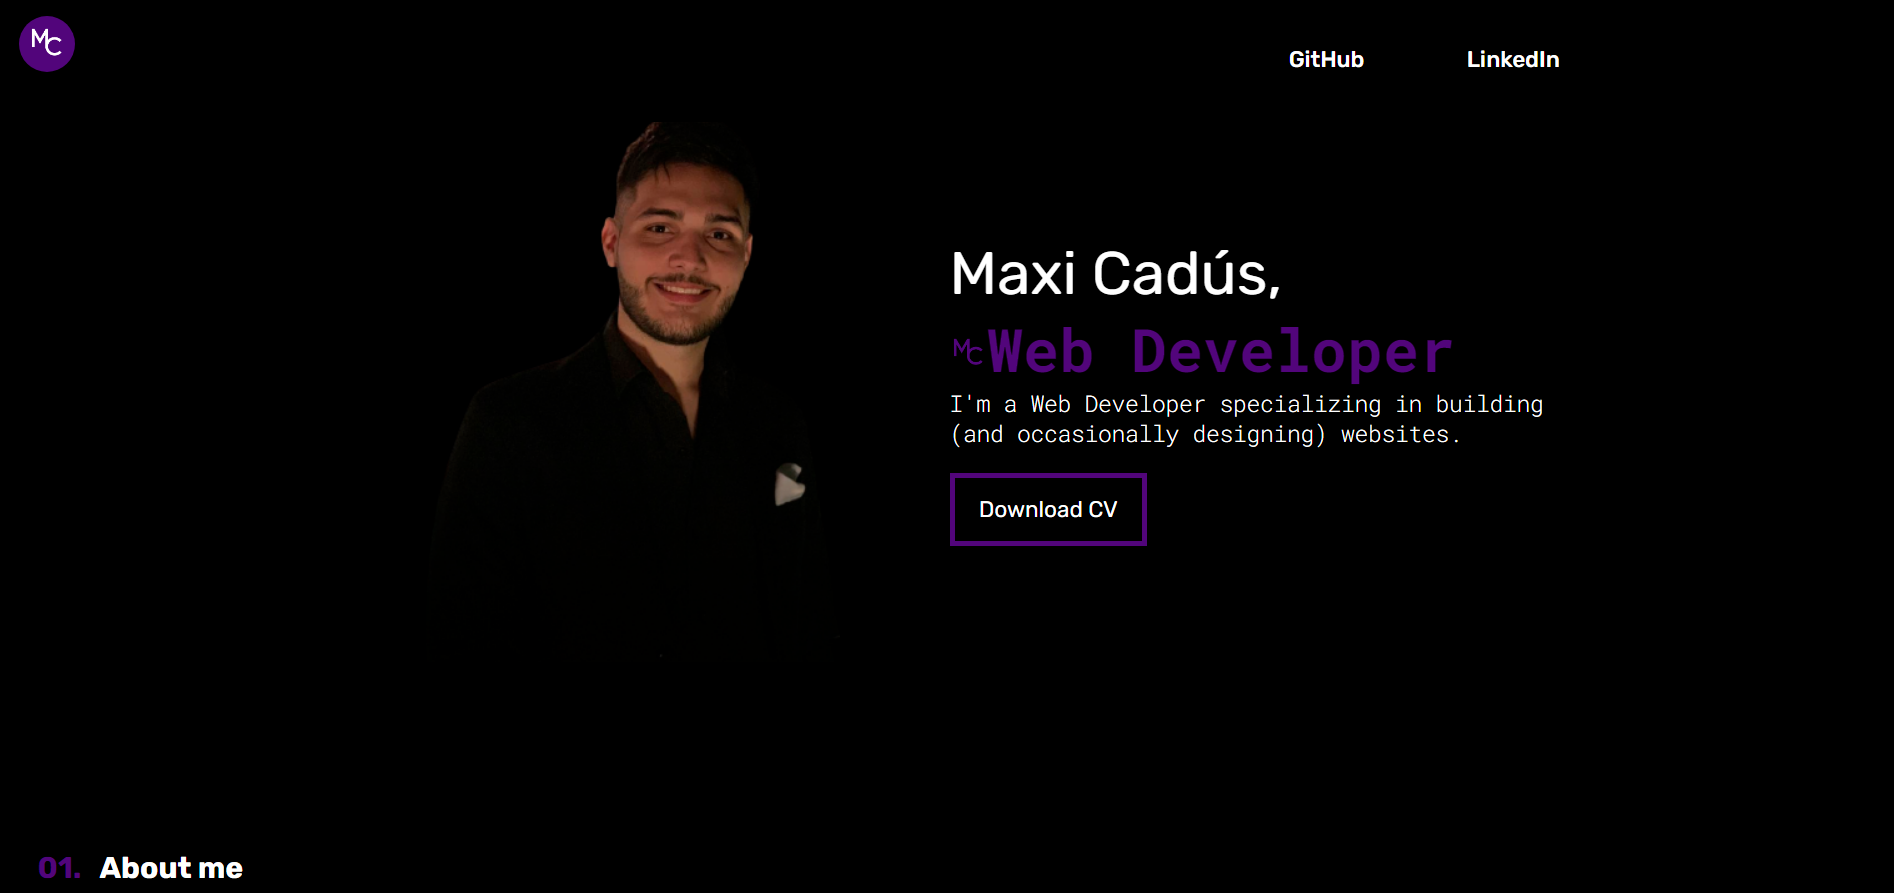 MC
GitHub LinkedIn
Maxi Cadús,
MC Web Developer
I'm a Web Developer specializing in building
(and occasionally designing) websites.
Download CV
01. About me